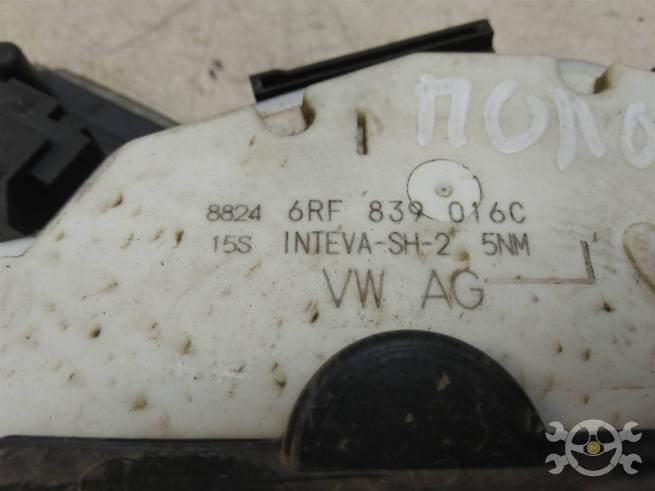 ПОЛО
8824 6RF 839 016C
15S INTEVA-SH-2 5NM
VW AG